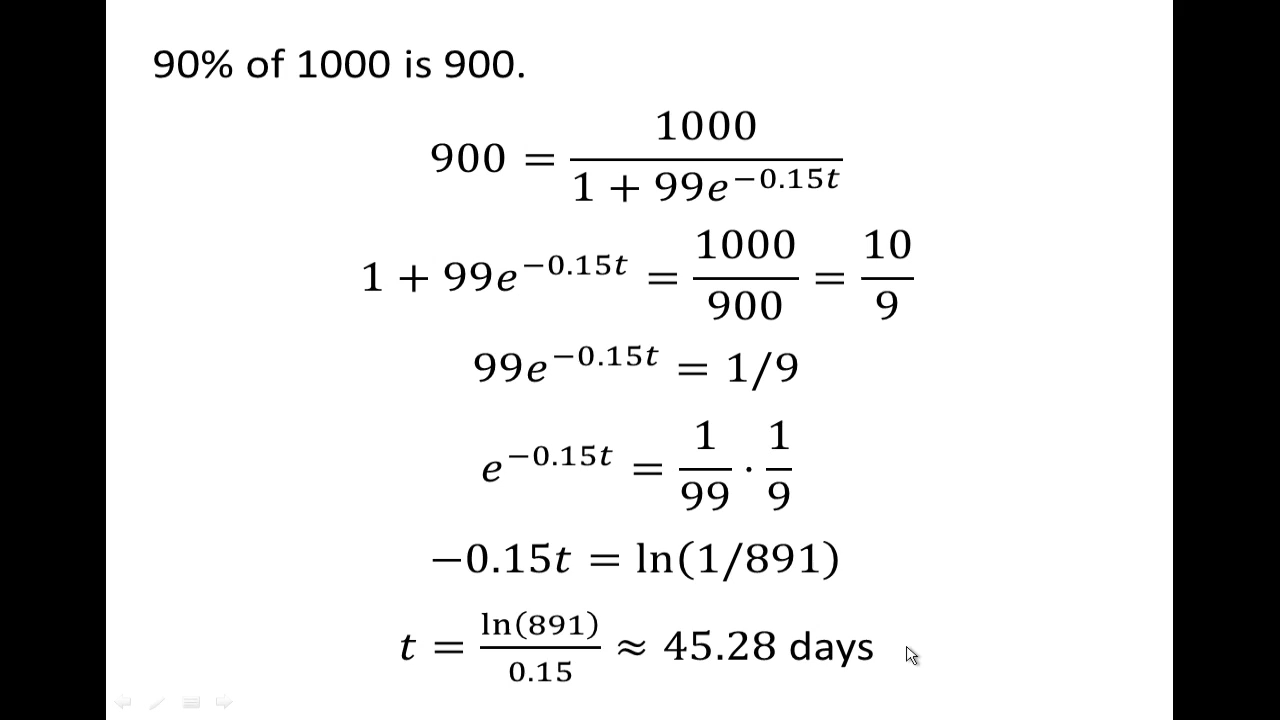 90% of 1000 is 900.
900 = 1000 / (1 + 99e^{−0.15t})
1 + 99e^{−0.15t} = 1000/900 = 10/9
99e^{−0.15t} = 1/9
e^{−0.15t} = 1/99 · 1/9
−0.15t = ln(1/891)
t = ln(891)/0.15 ≈ 45.28 days